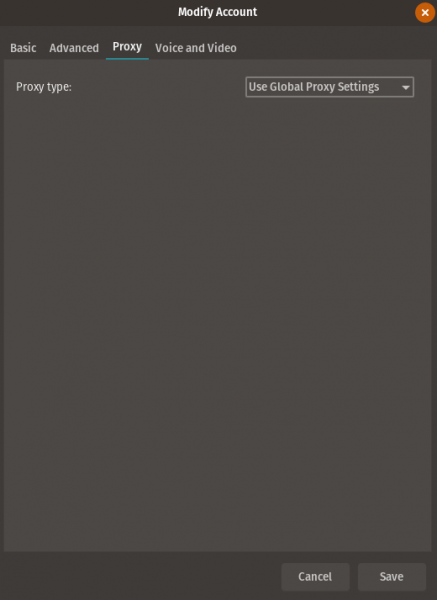 Modify Account
Basic Advanced Proxy Voice and Video
Proxy type: Use Global Proxy Settings
Cancel Save